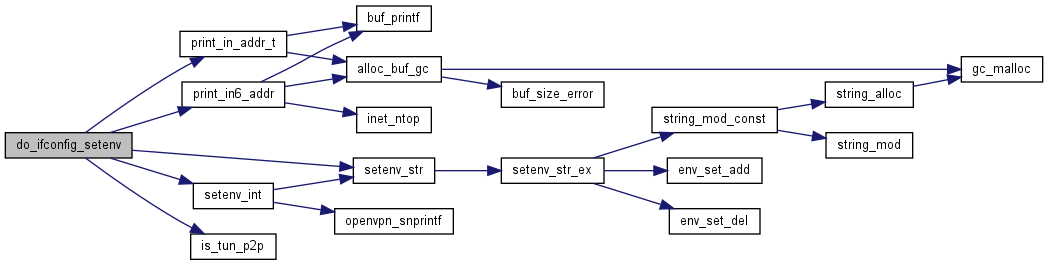 buf_printf
print_in_addr_t
alloc_buf_gc
gc_malloc
print_in6_addr
buf_size_error
string_alloc
inet_ntop
string_mod_const
do_ifconfig_setenv
string_mod
setenv_str
setenv_str_ex
env_set_add
setenv_int
openvpn_snprintf
env_set_del
is_tun_p2p